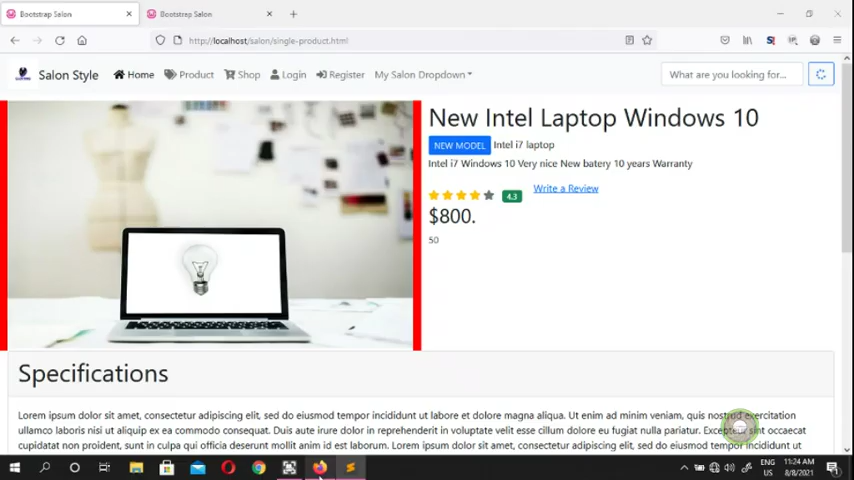 Bootstrap Salon
Bootstrap Salon
http://localhost/salon/single-product.html
Salon Style Home Product Shop Login Register My Salon Dropdown What are you looking for...
New Intel Laptop Windows 10
NEW MODEL Intel i7 laptop
Intel i7 Windows 10 Very nice New batery 10 years Warranty
4.3 Write a Review
$800.
50
Specifications
Lorem ipsum dolor sit amet, consectetur adipiscing elit, sed do eiusmod tempor incididunt ut labore et dolore magna aliqua. Ut enim ad minim veniam, quis nostrud exercitation
ullamco laboris nisi ut aliquip ex ea commodo consequat. Duis aute irure dolor in reprehenderit in voluptate velit esse cillum dolore eu fugiat nulla pariatur. Excepteur sint occaecat
cupidatat non proident, sunt in culpa qui officia deserunt mollit anim id est laborum. Lorem ipsum dolor sit amet, consectetur adipiscing elit, sed do eiusmod tempor incididunt
ENG
US
11:24 AM
8/8/2021